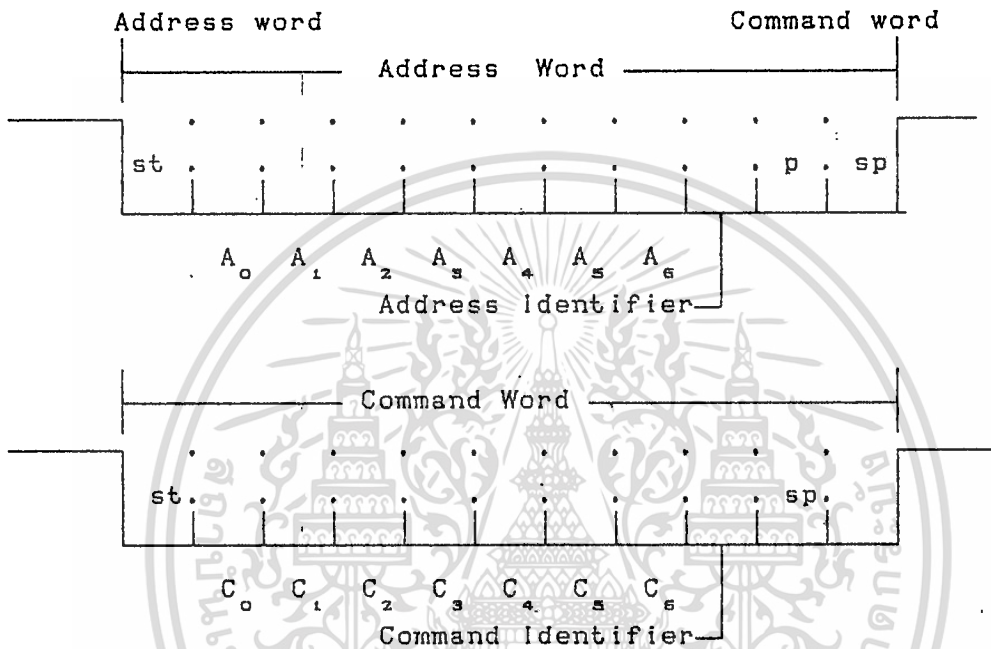 Address word Command word
Address Word
st p sp
A₀ A₁ A₂ A₃ A₄ A₅ A₆
Address Identifier
Command Word
st sp
C₀ C₁ C₂ C₃ C₄ C₅ C₆
Command Identifier